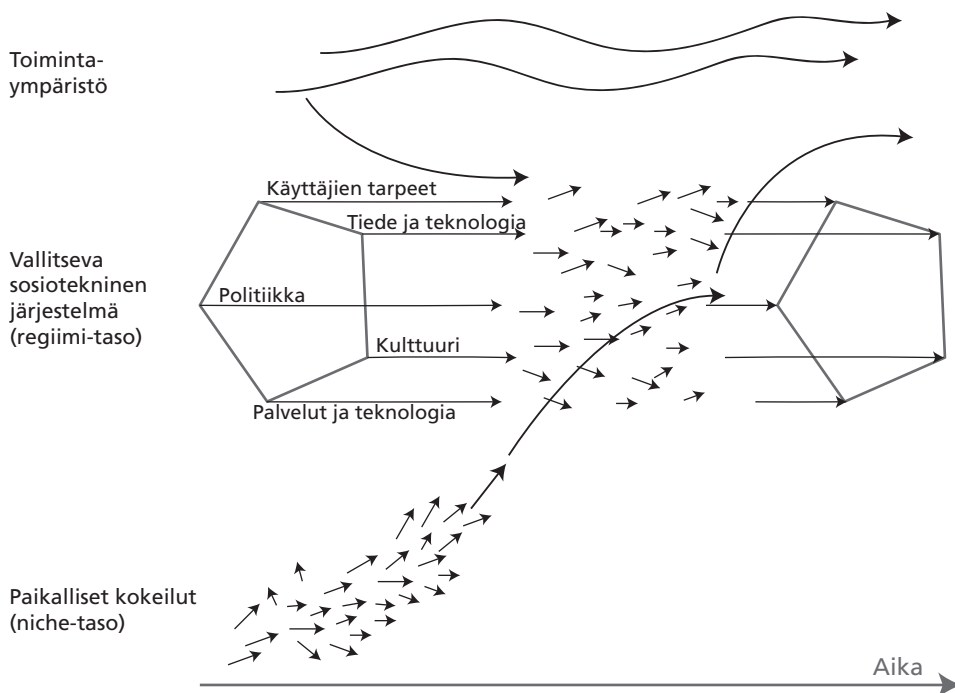 Toiminta-
ympäristö
Käyttäjien tarpeet
Tiede ja teknologia
Vallitseva
sosiotekninen
järjestelmä
(regiimi-taso)
Politiikka
Kulttuuri
Palvelut ja teknologia
Paikalliset kokeilut
(niche-taso)
Aika